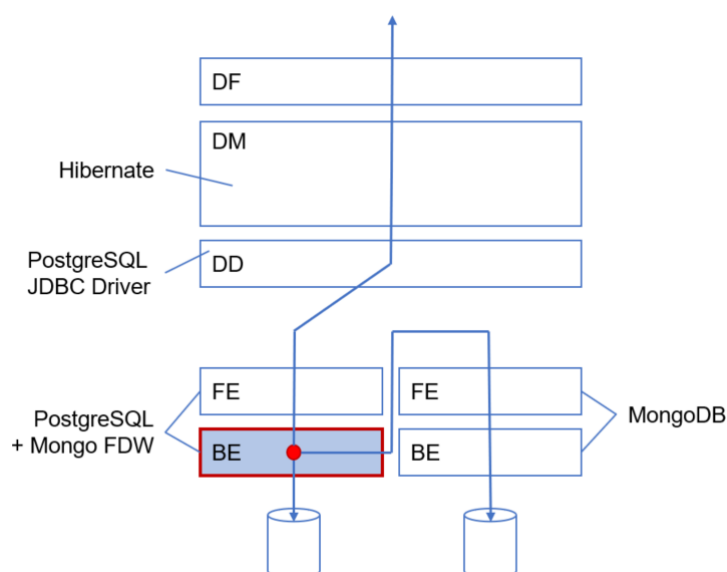 DF
DM
Hibernate
PostgreSQL
JDBC Driver
DD
FE
FE
PostgreSQL
+ Mongo FDW
MongoDB
BE
BE